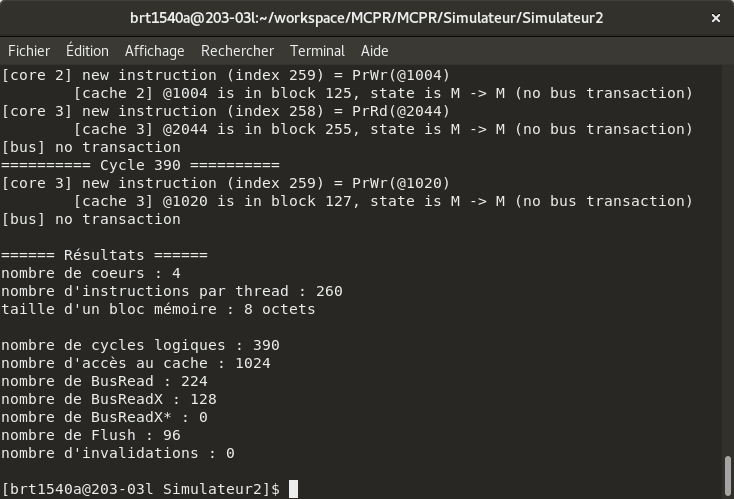 brt1540a@203-03l:~/workspace/MCPR/MCPR/Simulateur/Simulateur2 ×
Fichier Édition Affichage Rechercher Terminal Aide
[core 2] new instruction (index 259) = PrWr(@1004)
[cache 2] @1004 is in block 125, state is M -> M (no bus transaction)
[core 3] new instruction (index 258) = PrRd(@2044)
[cache 3] @2044 is in block 255, state is M -> M (no bus transaction)
[bus] no transaction
========== Cycle 390 ==========
[core 3] new instruction (index 259) = PrWr(@1020)
[cache 3] @1020 is in block 127, state is M -> M (no bus transaction)
[bus] no transaction
====== Résultats ======
nombre de coeurs : 4
nombre d'instructions par thread : 260
taille d'un bloc mémoire : 8 octets
nombre de cycles logiques : 390
nombre d'accès au cache : 1024
nombre de BusRead : 224
nombre de BusReadX : 128
nombre de BusReadX* : 0
nombre de Flush : 96
nombre d'invalidations : 0
[brt1540a@203-03l Simulateur2]$